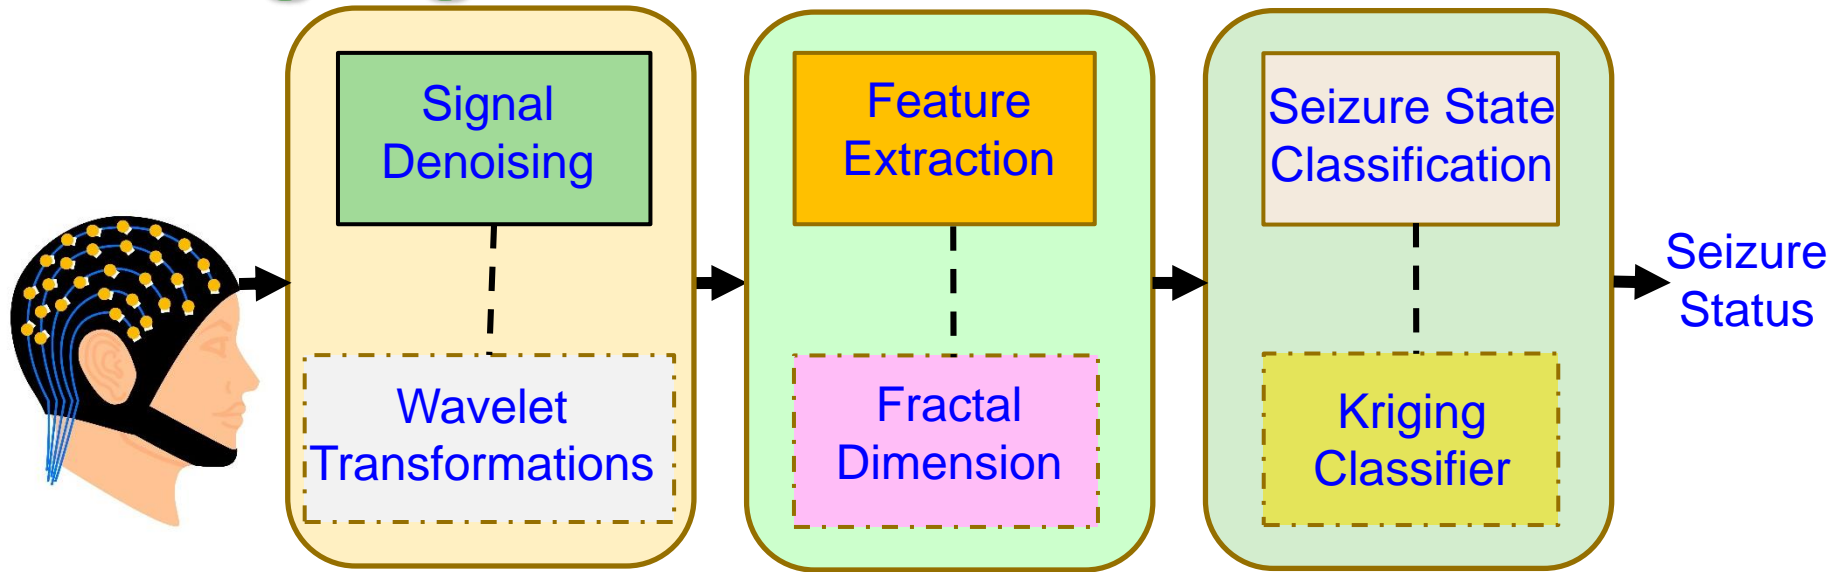 Signal
Denoising
Wavelet
Transformations
Feature
Extraction
Fractal
Dimension
Seizure State
Classification
Kriging
Classifier
Seizure
Status